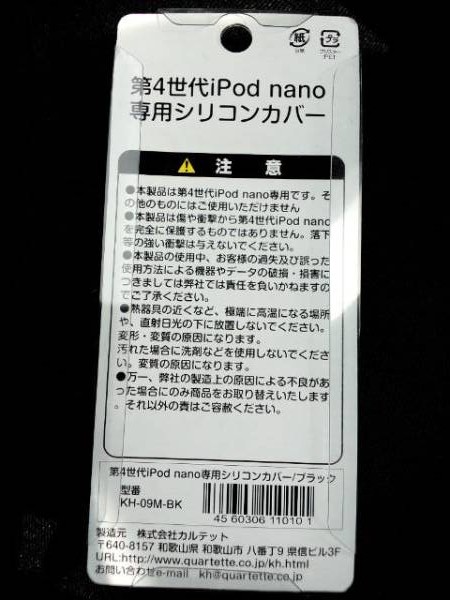 紙
プラ
PET
第4世代iPod nano
専用シリコンカバー
注 意
●本製品は第4世代iPod nano専用です。そ
の他のものにはご使用いただけません
●本製品は傷や衝撃から第4世代iPod nano
を完全に保護するものではありません。落下
等の強い衝撃は与えないでください。
●本製品の使用中、お客様の過失及び誤った
使用方法による機器やデータの破損・損害に
つきましては弊社では責任を負いかねますの
でご了承ください。
●熱器具の近くなど、極端に高温になる場所
や、直射日光の下に放置しないでください。
変形・変質の原因になります。
汚れた場合に洗剤などを使用しないでくださ
い。変質の原因になります。
●万一、弊社の製造上の原因による不良があ
った場合にのみ商品をお取り替えいたします
。それ以外の責はご容赦ください。
第4世代iPod nano専用シリコンカバー/ブラック
型番
KH-09M-BK
4 560306 110101
製造元 株式会社カルテット
〒640-8157 和歌山県 和歌山市 八番丁9 県信ビル3F
URL:http://www.quartette.co.jp/kh.html
お問い合わせe-mail kh@quartette.co.jp